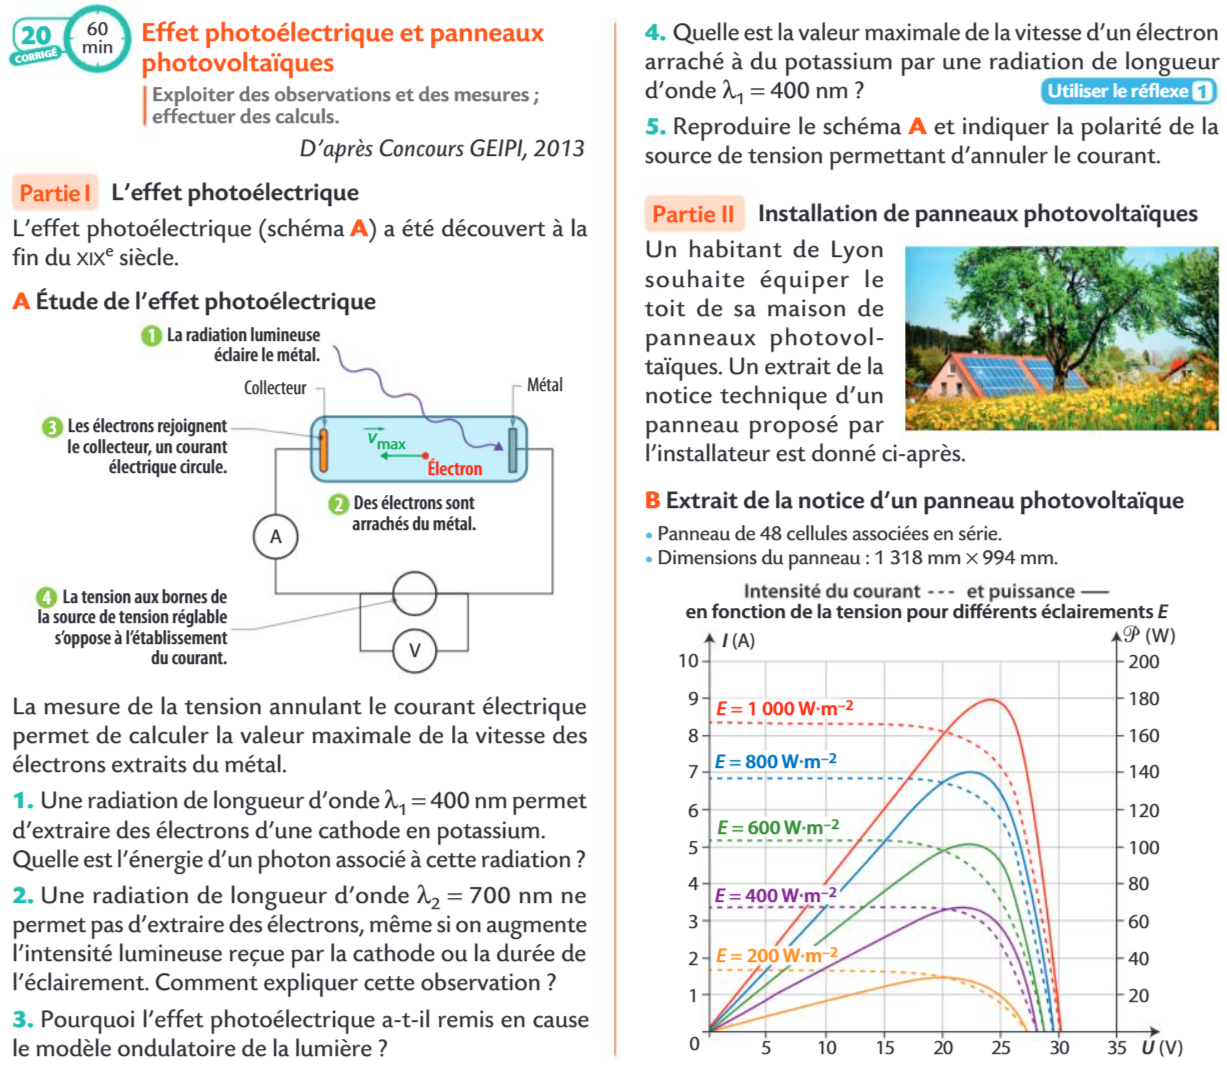 20
CORRIGÉ
60
min
Effet photoélectrique et panneaux
photovoltaïques
Exploiter des observations et des mesures ;
effectuer des calculs.
D'après Concours GEIPI, 2013
Partie I L'effet photoélectrique
L'effet photoélectrique (schéma A) a été découvert à la
fin du XIXe siècle.
A Étude de l'effet photoélectrique
1 La radiation lumineuse
éclaire le métal.
Collecteur
Métal
3 Les électrons rejoignent
le collecteur, un courant
électrique circule.
v max
Électron
2 Des électrons sont
arrachés du métal.
A
4 La tension aux bornes de
la source de tension réglable
s'oppose à l'établissement
du courant.
V
La mesure de la tension annulant le courant électrique
permet de calculer la valeur maximale de la vitesse des
électrons extraits du métal.
1. Une radiation de longueur d'onde λ1 = 400 nm permet
d'extraire des électrons d'une cathode en potassium.
Quelle est l'énergie d'un photon associé à cette radiation ?
2. Une radiation de longueur d'onde λ2 = 700 nm ne
permet pas d'extraire des électrons, même si on augmente
l'intensité lumineuse reçue par la cathode ou la durée de
l'éclairement. Comment expliquer cette observation ?
3. Pourquoi l'effet photoélectrique a-t-il remis en cause
le modèle ondulatoire de la lumière ?
4. Quelle est la valeur maximale de la vitesse d'un électron
arraché à du potassium par une radiation de longueur
d'onde λ1 = 400 nm ?
Utiliser le réflexe 1
5. Reproduire le schéma A et indiquer la polarité de la
source de tension permettant d'annuler le courant.
Partie II Installation de panneaux photovoltaïques
Un habitant de Lyon
souhaite équiper le
toit de sa maison de
panneaux photovol-
taïques. Un extrait de la
notice technique d'un
panneau proposé par
l'installateur est donné ci-après.
B Extrait de la notice d'un panneau photovoltaïque
• Panneau de 48 cellules associées en série.
• Dimensions du panneau : 1 318 mm × 994 mm.
Intensité du courant --- et puissance —
en fonction de la tension pour différents éclairements E
I (A)
𝒫 (W)
10
200
9
180
E = 1 000 W·m–2
8
160
E = 800 W·m–2
7
140
6
120
E = 600 W·m–2
5
100
4
80
E = 400 W·m–2
3
60
E = 200 W·m–2
2
40
1
20
0
5
10
15
20
25
30
35
U (V)